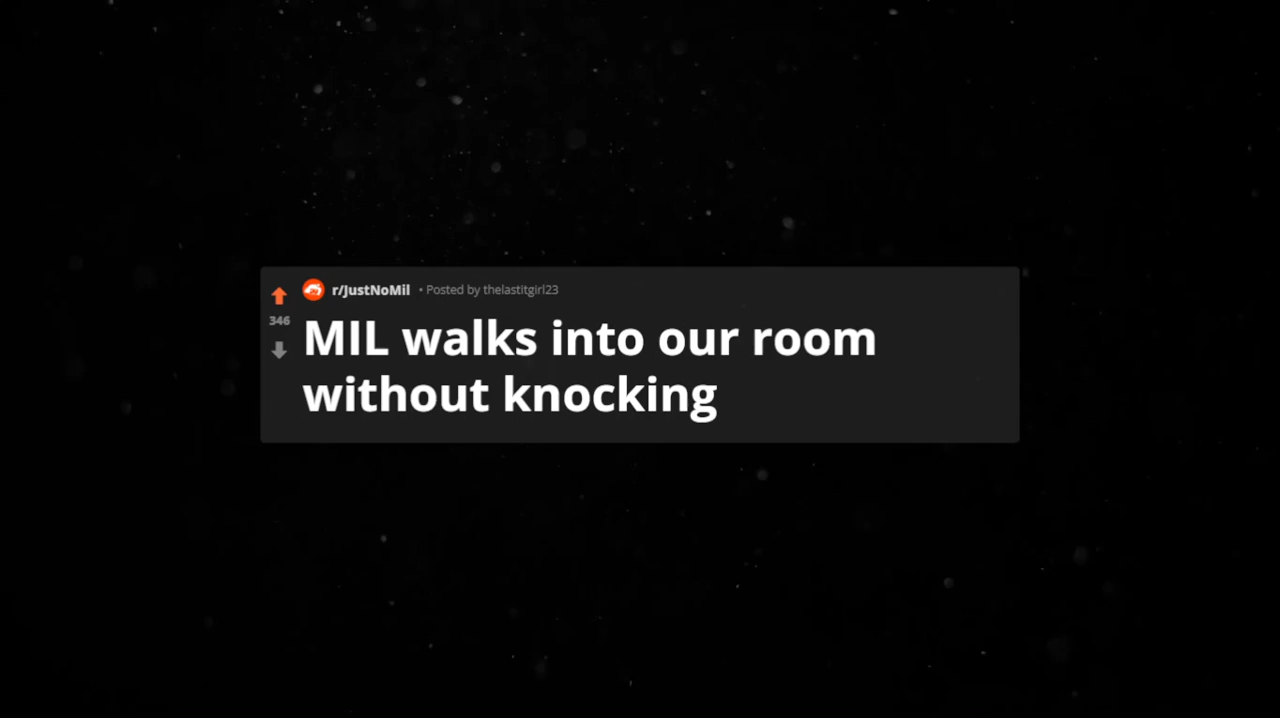 r/JustNoMil • Posted by thelastitgirl23
346
MIL walks into our room
without knocking